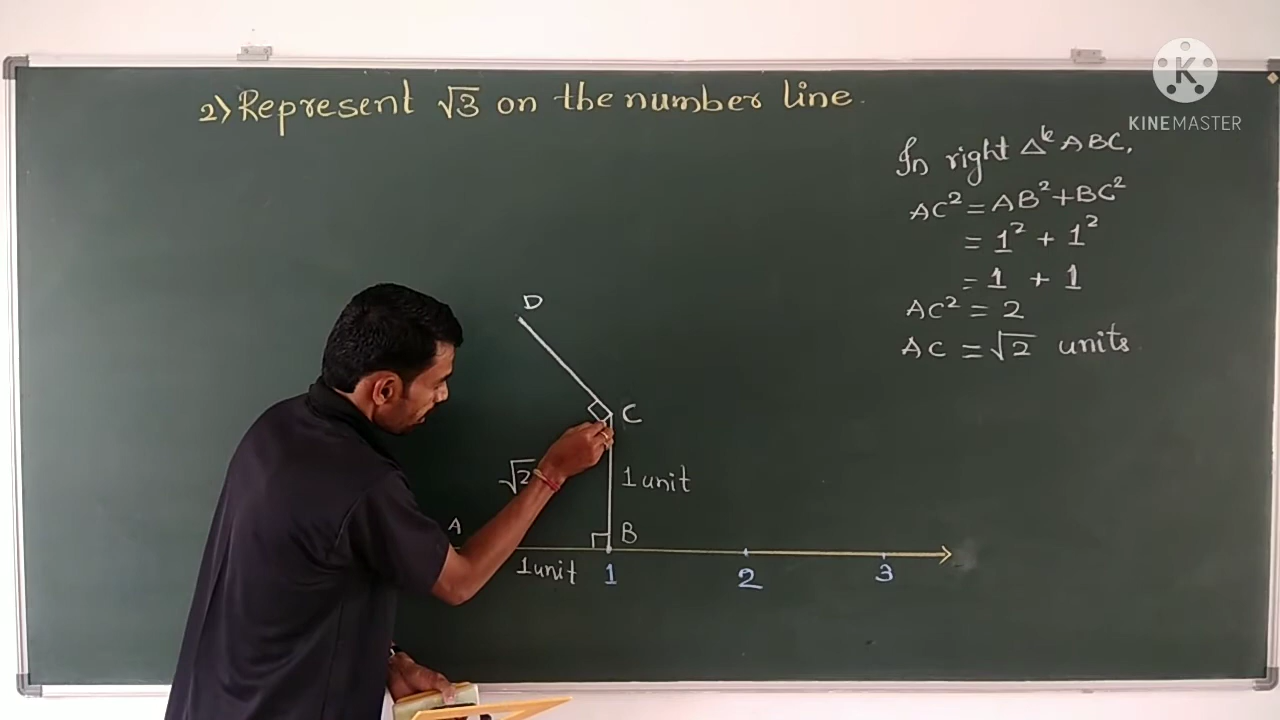 2) Represent √3 on the number line.
In right Δle ABC,
AC² = AB² + BC²
= 1² + 1²
= 1 + 1
AC² = 2
AC = √2 units
D
C
√2
1 unit
A
B
1 unit
1
2
3
K
KINEMASTER